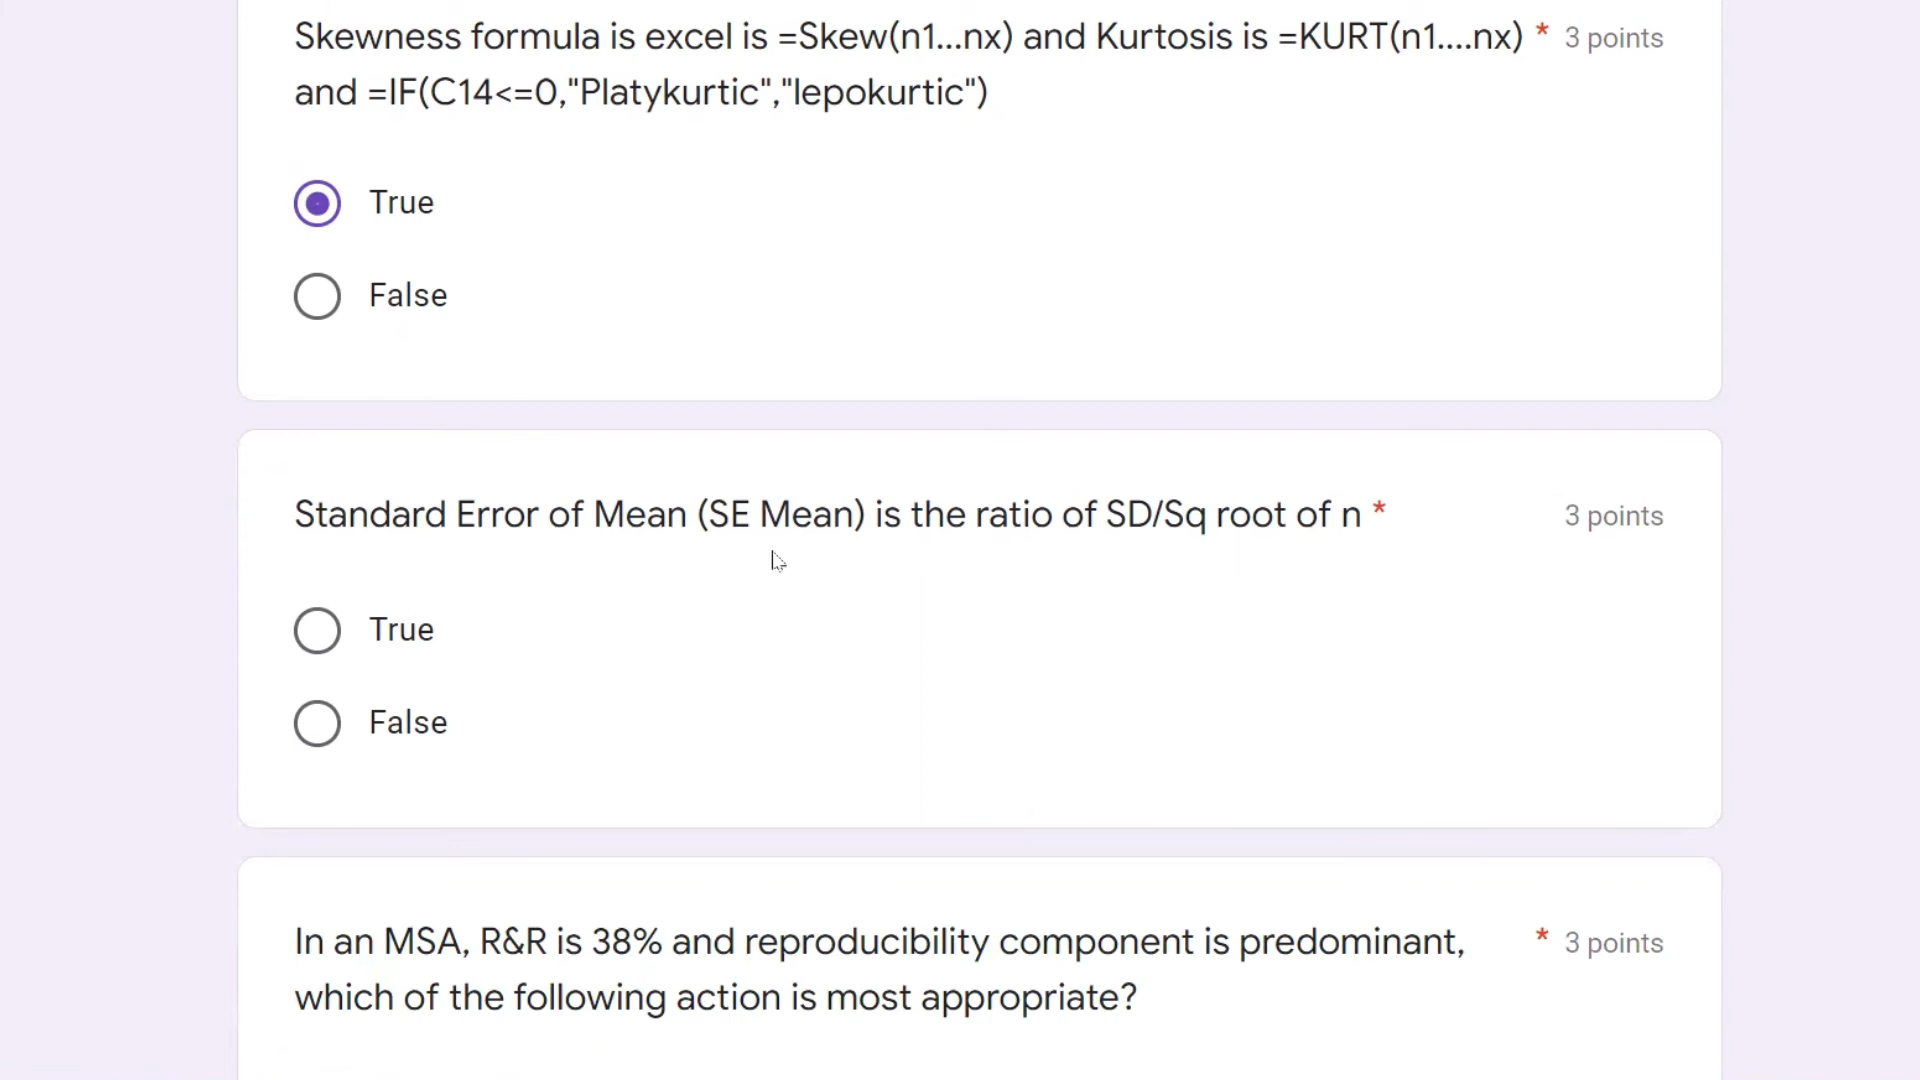 Skewness formula is excel is =Skew(n1...nx) and Kurtosis is =KURT(n1....nx) * 3 points
and =IF(C14<=0,"Platykurtic","lepokurtic")
True
False
Standard Error of Mean (SE Mean) is the ratio of SD/Sq root of n * 3 points
True
False
In an MSA, R&R is 38% and reproducibility component is predominant, * 3 points
which of the following action is most appropriate?